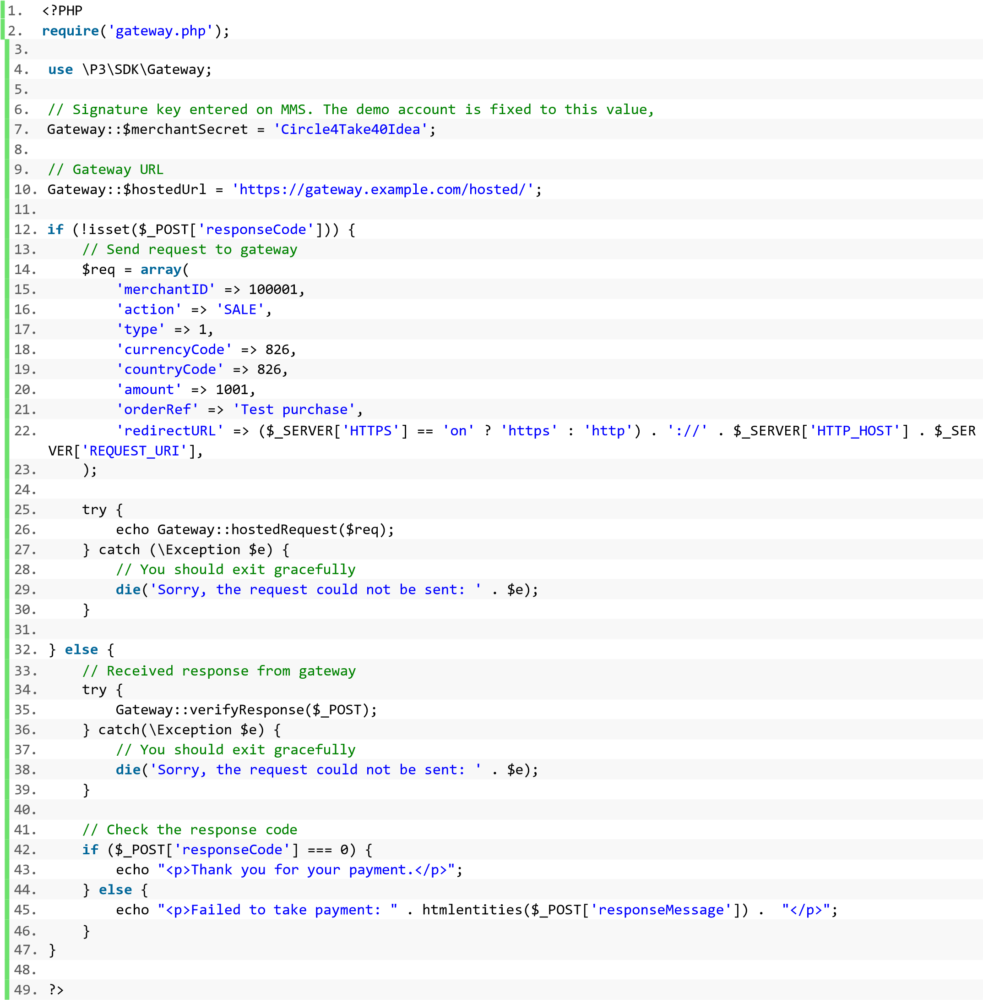 1. <?PHP
2. require('gateway.php');
3.
4. use \P3\SDK\Gateway;
5.
6. // Signature key entered on MMS. The demo account is fixed to this value,
7. Gateway::$merchantSecret = 'Circle4Take40Idea';
8.
9. // Gateway URL
10. Gateway::$hostedUrl = 'https://gateway.example.com/hosted/';
11.
12. if (!isset($_POST['responseCode'])) {
13.     // Send request to gateway
14.     $req = array(
15.         'merchantID' => 100001,
16.         'action' => 'SALE',
17.         'type' => 1,
18.         'currencyCode' => 826,
19.         'countryCode' => 826,
20.         'amount' => 1001,
21.         'orderRef' => 'Test purchase',
22.         'redirectURL' => ($_SERVER['HTTPS'] == 'on' ? 'https' : 'http') . '://' . $_SERVER['HTTP_HOST'] . $_SER
VER['REQUEST_URI'],
23.     );
24.
25.     try {
26.         echo Gateway::hostedRequest($req);
27.     } catch (\Exception $e) {
28.         // You should exit gracefully
29.         die('Sorry, the request could not be sent: ' . $e);
30.     }
31.
32. } else {
33.     // Received response from gateway
34.     try {
35.         Gateway::verifyResponse($_POST);
36.     } catch(\Exception $e) {
37.         // You should exit gracefully
38.         die('Sorry, the request could not be sent: ' . $e);
39.     }
40.
41.     // Check the response code
42.     if ($_POST['responseCode'] === 0) {
43.         echo "<p>Thank you for your payment.</p>";
44.     } else {
45.         echo "<p>Failed to take payment: " . htmlentities($_POST['responseMessage']) .  "</p>";
46.     }
47. }
48.
49. ?>